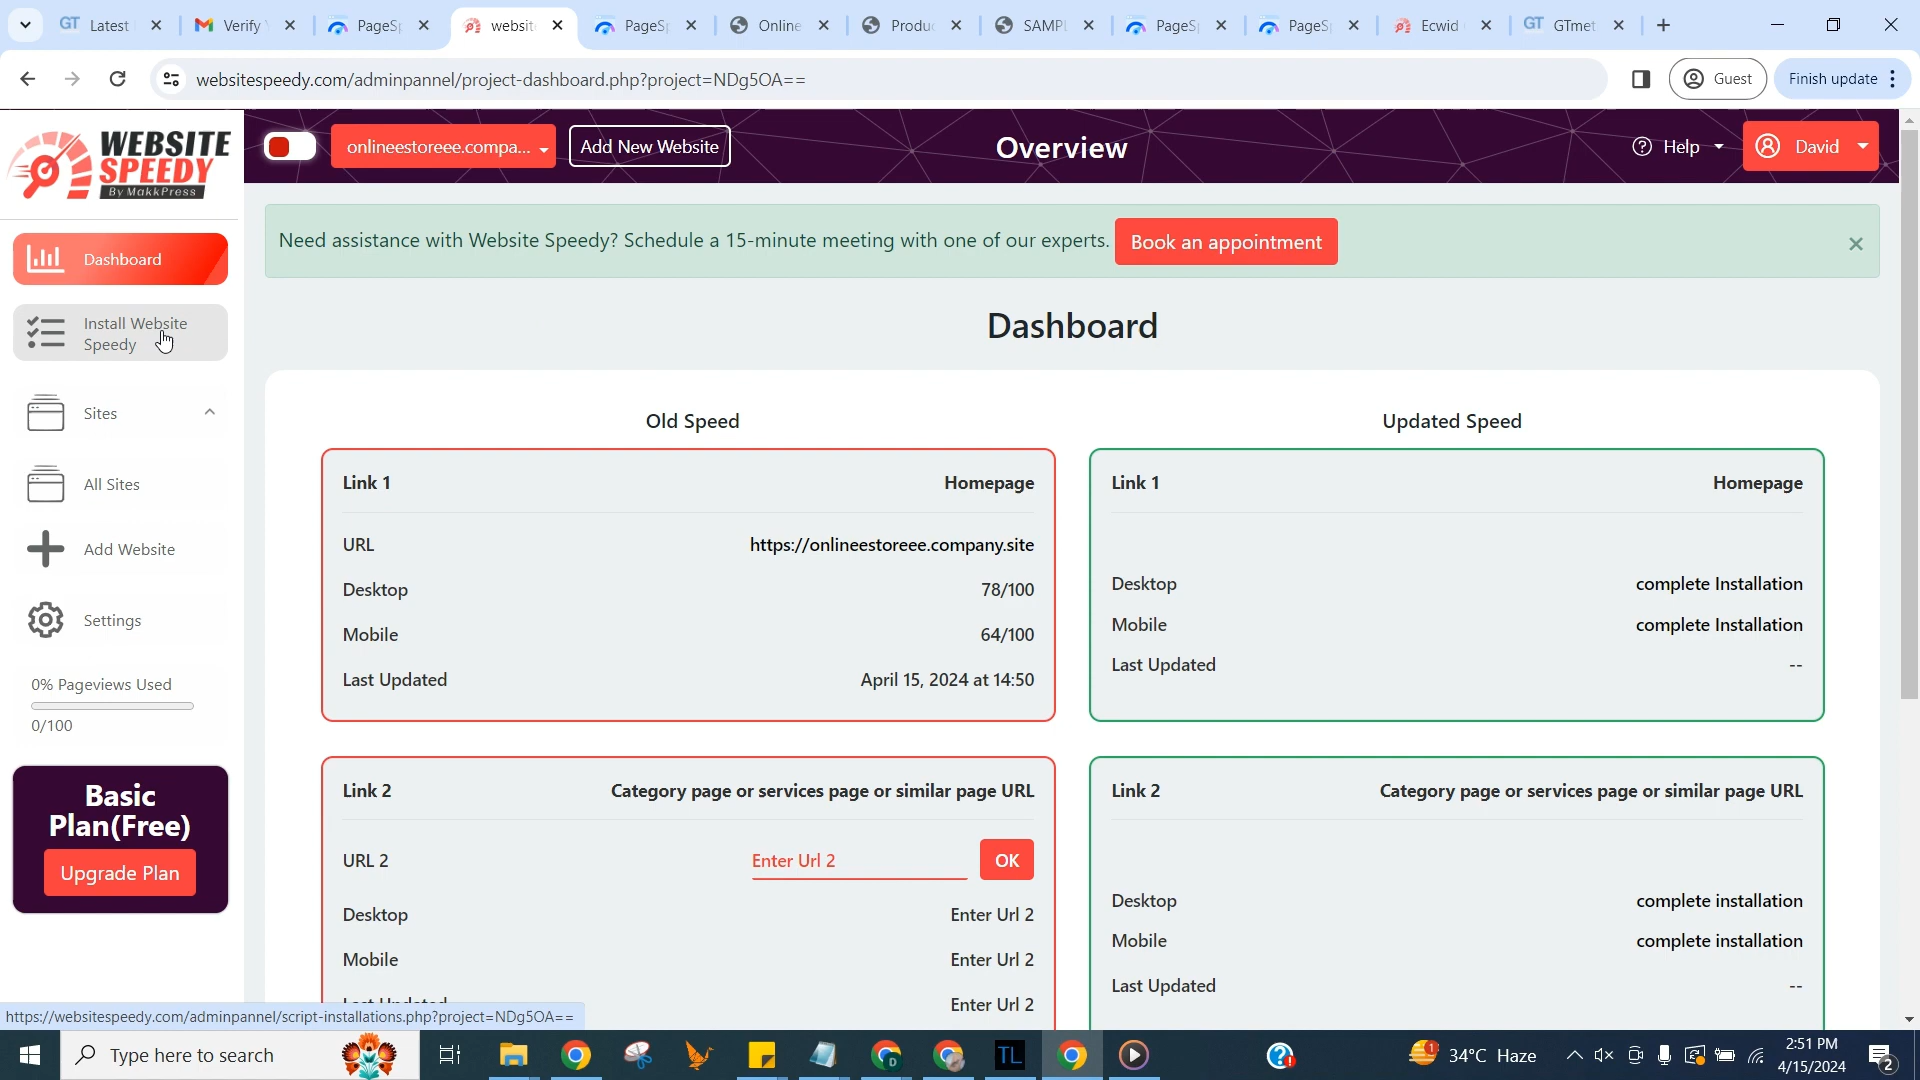 GT Latest
Verify
PageS
websit
PageS
Online
Produc
SAMPL
PageS
PageS
Ecwid
GT GTmet
websitespeedy.com/adminpannel/project-dashboard.php?project=NDg5OA==
Guest
Finish update
WEBSITE
SPEEDY
By MakkPress
onlineestoreee.compa...
Add New Website
Overview
Help
David
Need assistance with Website Speedy? Schedule a 15-minute meeting with one of our experts.
Book an appointment
Dashboard
Install Website
Speedy
Sites
All Sites
Add Website
Settings
0% Pageviews Used
0/100
Basic
Plan(Free)
Upgrade Plan
Dashboard
Old Speed
Link 1 Homepage
URL https://onlineestoreee.company.site
Desktop 78/100
Mobile 64/100
Last Updated April 15, 2024 at 14:50
Updated Speed
Link 1 Homepage
Desktop complete Installation
Mobile complete Installation
Last Updated --
Link 2 Category page or services page or similar page URL
URL 2 Enter Url 2 OK
Desktop Enter Url 2
Mobile Enter Url 2
Last Updated Enter Url 2
Link 2 Category page or services page or similar page URL
Desktop complete installation
Mobile complete installation
Last Updated --
https://websitespeedy.com/adminpannel/script-installations.php?project=NDg5OA==
Type here to search
TL
34°C Haze
2:51 PM
4/15/2024
2